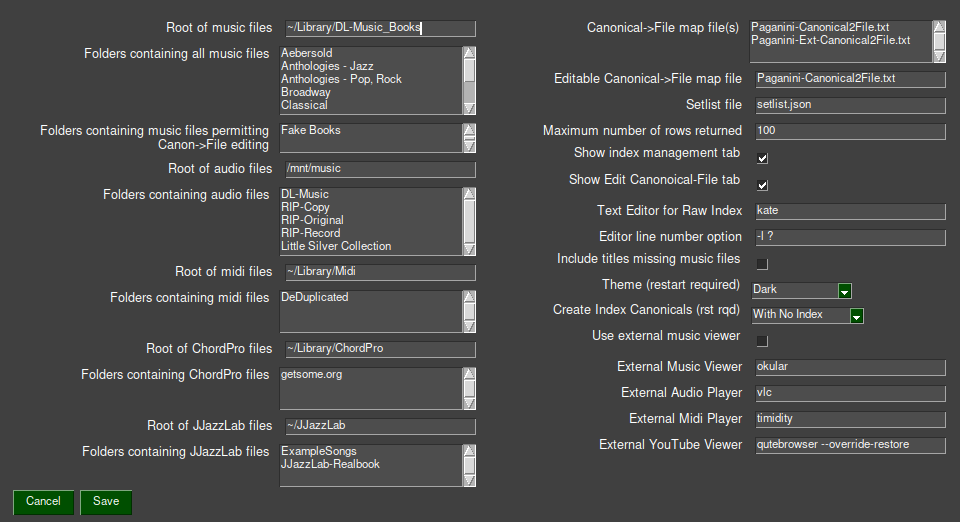 Root of music files ~/Library/DL-Music_Books
Folders containing all music files Aebersold
Anthologies - Jazz
Anthologies - Pop, Rock
Broadway
Classical
Folders containing music files permitting
Canon->File editing
Fake Books
Root of audio files /mnt/music
Folders containing audio files DL-Music
RIP-Copy
RIP-Original
RIP-Record
Little Silver Collection
Root of midi files ~/Library/Midi
Folders containing midi files DeDuplicated
Root of ChordPro files ~/Library/ChordPro
Folders containing ChordPro files getsome.org
Root of JJazzLab files ~/JJazzLab
Folders containing JJazzLab files ExampleSongs
JJazzLab-Realbook
Cancel Save
Canonical->File map file(s) Paganini-Canonical2File.txt
Paganini-Ext-Canonical2File.txt
Editable Canonical->File map file Paganini-Canonical2File.txt
Setlist file setlist.json
Maximum number of rows returned 100
Show index management tab
Show Edit Canonoical-File tab
Text Editor for Raw Index kate
Editor line number option -l ?
Include titles missing music files
Theme (restart required) Dark
Create Index Canonicals (rst rqd) With No Index
Use external music viewer
External Music Viewer okular
External Audio Player vlc
External Midi Player timidity
External YouTube Viewer qutebrowser --override-restore